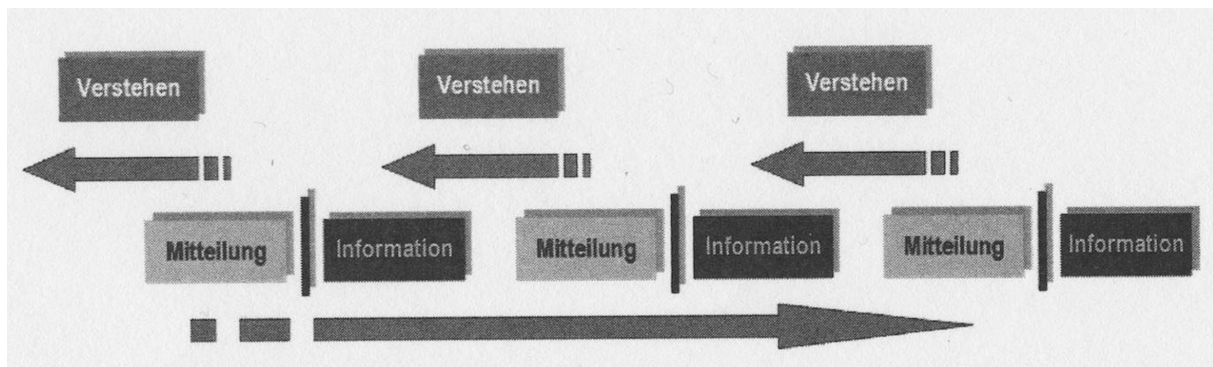 Verstehen Verstehen Verstehen
Mitteilung Information Mitteilung Information Mitteilung Information